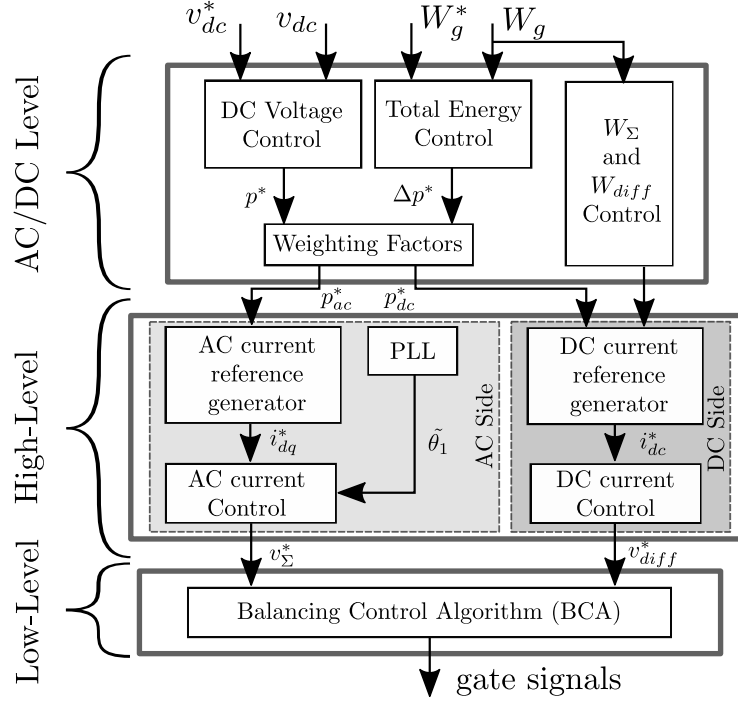 v*dc
vdc
W*g
Wg
AC/DC Level
DC Voltage
Control
Total Energy
Control
WΣ
and
Wdiff
Control
p*
Δp*
Weighting Factors
p*ac
p*dc
High-Level
AC current
reference
generator
PLL
DC current
reference
generator
AC Side
DC Side
i*dq
θ̃1
i*dc
AC current
Control
DC current
Control
v*Σ
v*diff
Low-Level
Balancing Control Algorithm (BCA)
gate signals